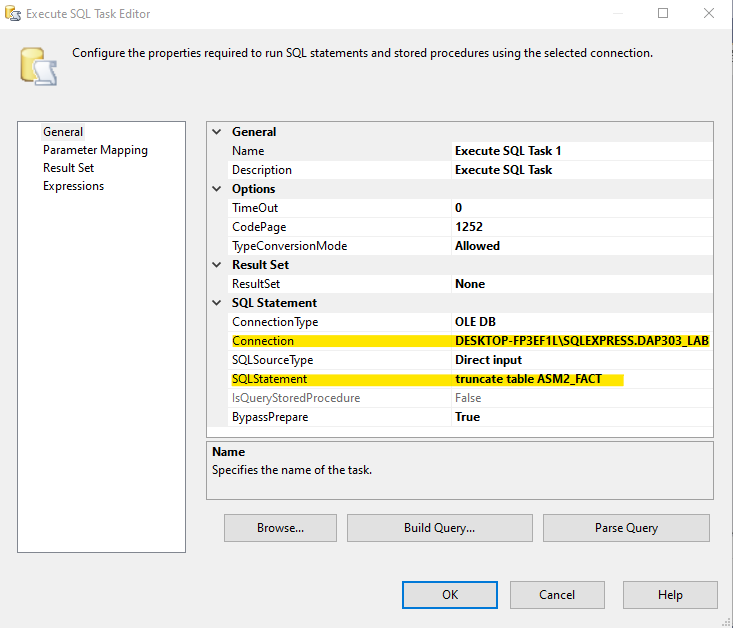 Execute SQL Task Editor
Configure the properties required to run SQL statements and stored procedures using the selected connection.
General
Parameter Mapping
Result Set
Expressions
General
Name Execute SQL Task 1
Description Execute SQL Task
Options
TimeOut 0
CodePage 1252
TypeConversionMode Allowed
Result Set
ResultSet None
SQL Statement
ConnectionType OLE DB
Connection DESKTOP-FP3EF1L\SQLEXPRESS.DAP303_LAB
SQLSourceType Direct input
SQLStatement truncate table ASM2_FACT
IsQueryStoredProcedure False
BypassPrepare True
Name
Specifies the name of the task.
Browse... Build Query... Parse Query
OK Cancel Help